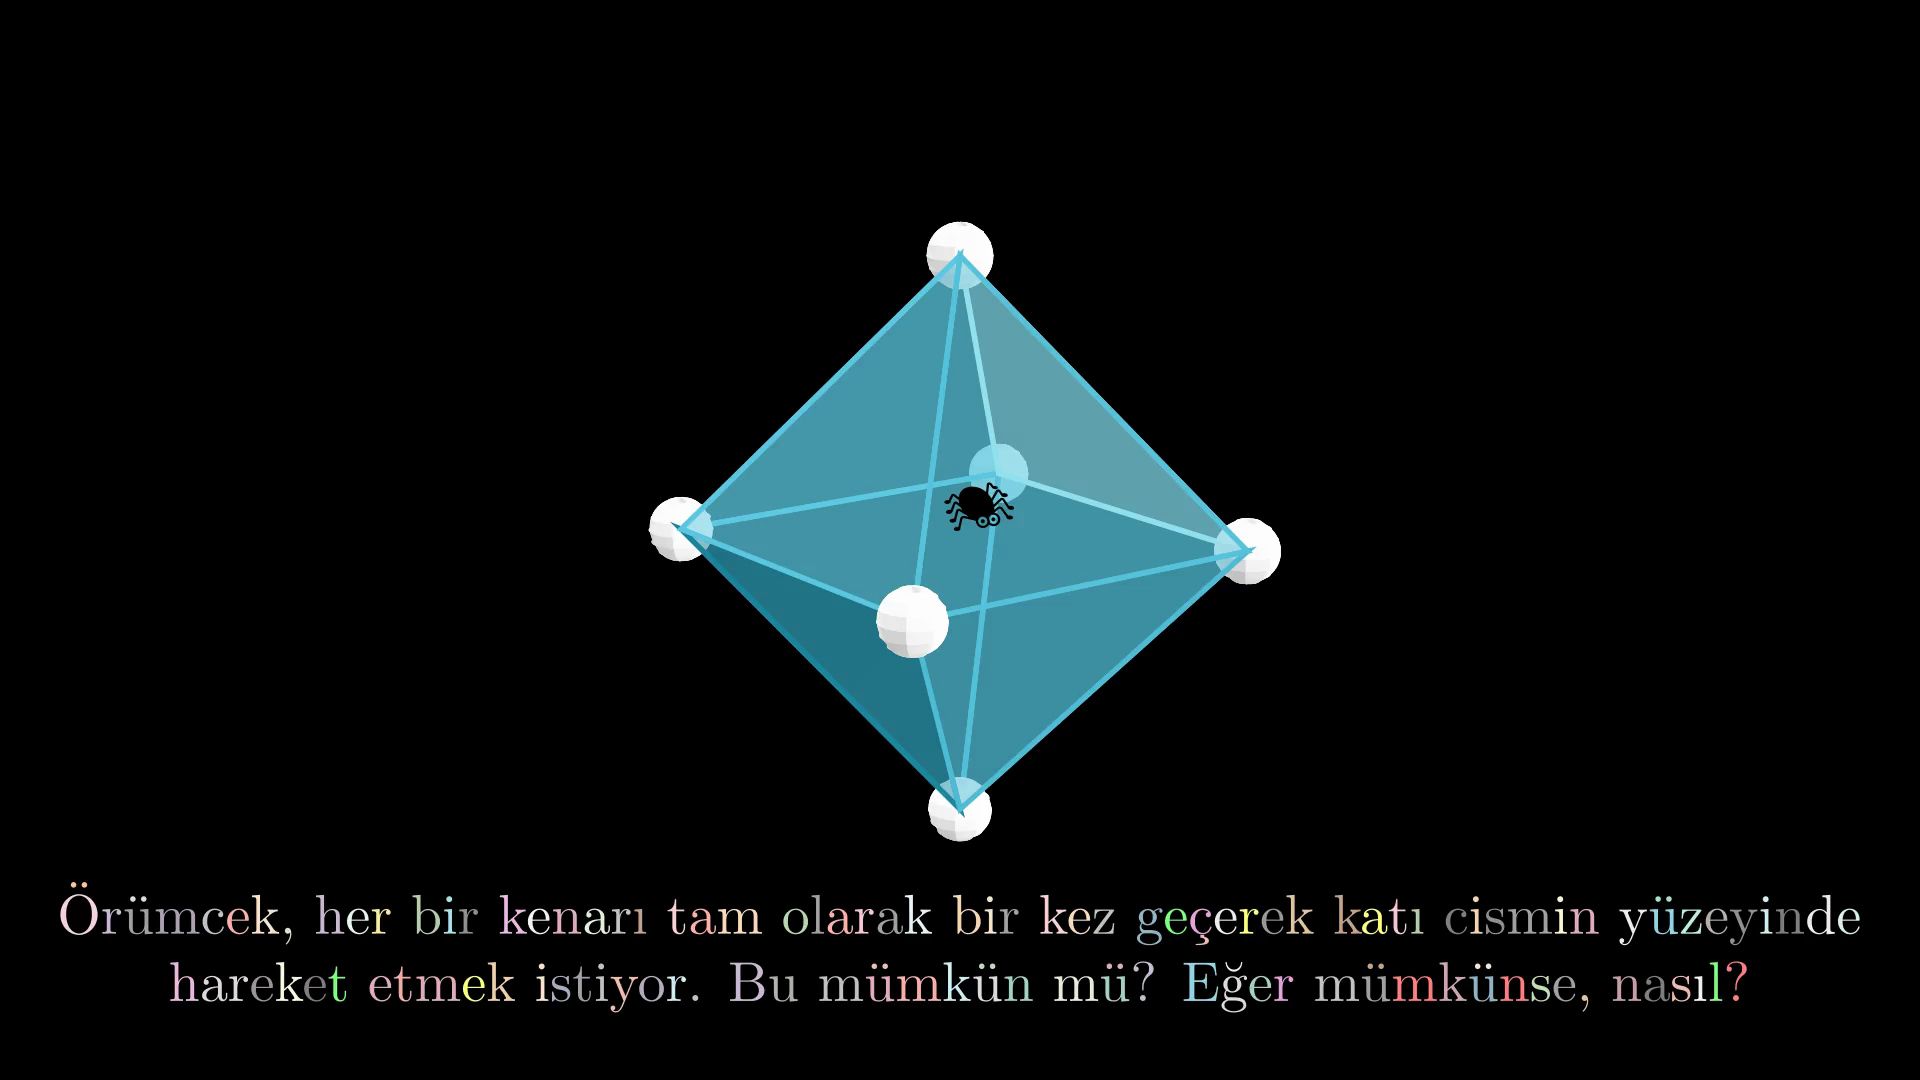 Örümcek, her bir kenarı tam olarak bir kez geçerek katı cismin yüzeyinde
hareket etmek istiyor. Bu mümkün mü? Eğer mümkünse, nasıl?